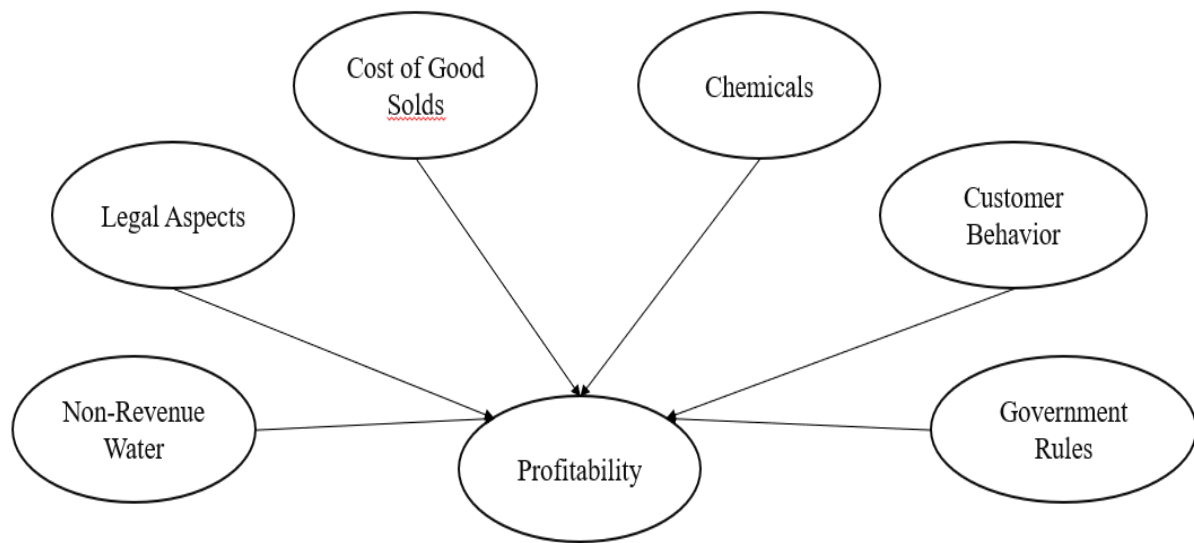 Cost of Good
Solds
Chemicals
Legal Aspects
Customer
Behavior
Non-Revenue
Water
Government
Rules
Profitability